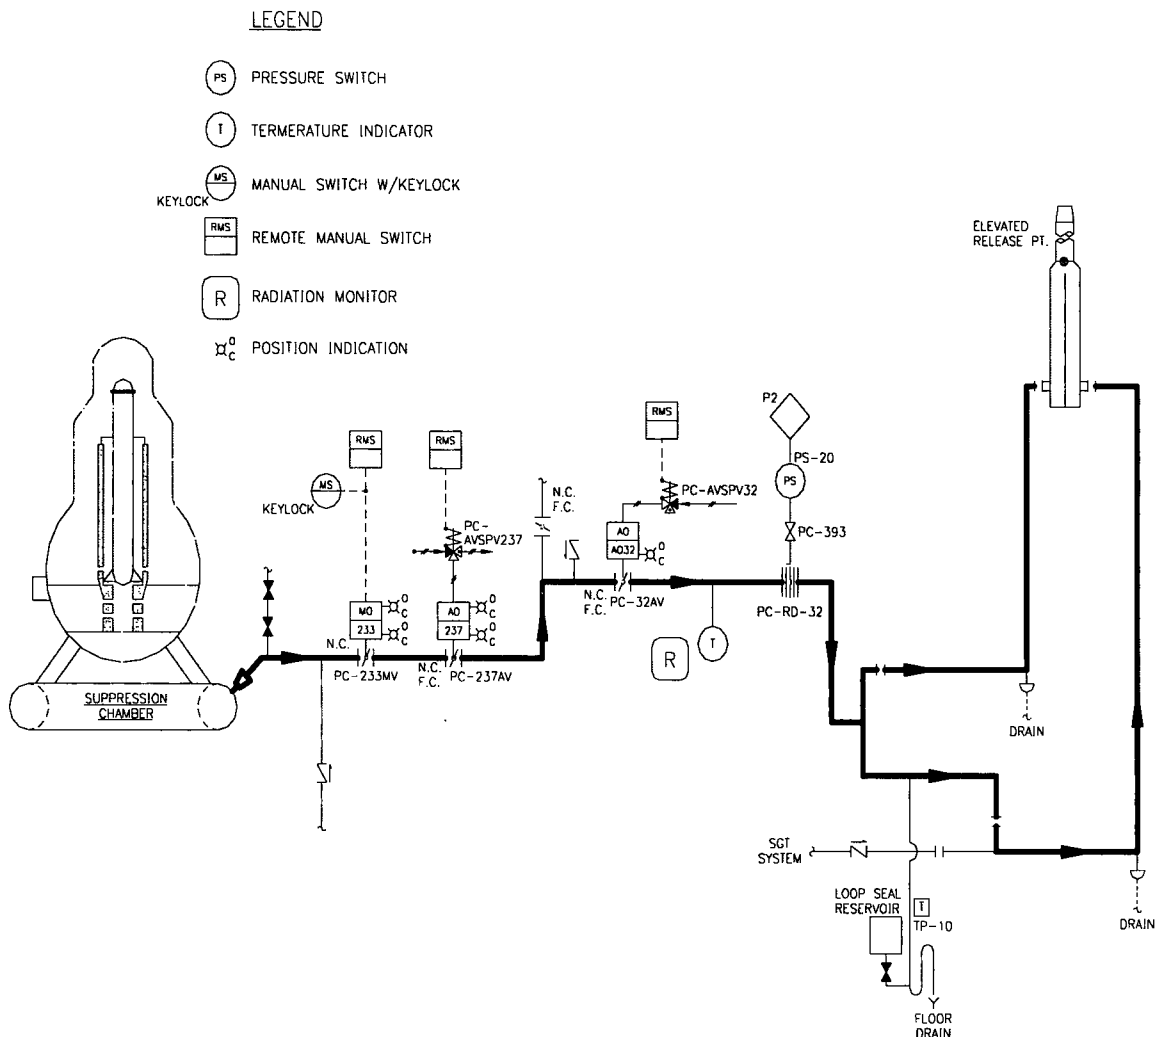 LEGEND
PS PRESSURE SWITCH
T TERMERATURE INDICATOR
MS MANUAL SWITCH W/KEYLOCK
KEYLOCK
RMS REMOTE MANUAL SWITCH
R RADIATION MONITOR
O C POSITION INDICATION
ELEVATED
RELEASE PT.
P2
RMS
RMS
RMS
PS-20
PS
MS
KEYLOCK
N.C.
F.C.
PC-AVSPV32
PC-
AVSPV237
AO
AO32
O
C
PC-393
N.C.
F.C.
PC-32AV
PC-RD-32
MO
233
O
C
O
C
AO
237
O
C
O
C
N.C.
PC-233MV
N.C.
F.C.
PC-237AV
R
T
SUPPRESSION
CHAMBER
DRAIN
SGT
SYSTEM
LOOP SEAL
RESERVOIR
T
TP-10
DRAIN
FLOOR
DRAIN